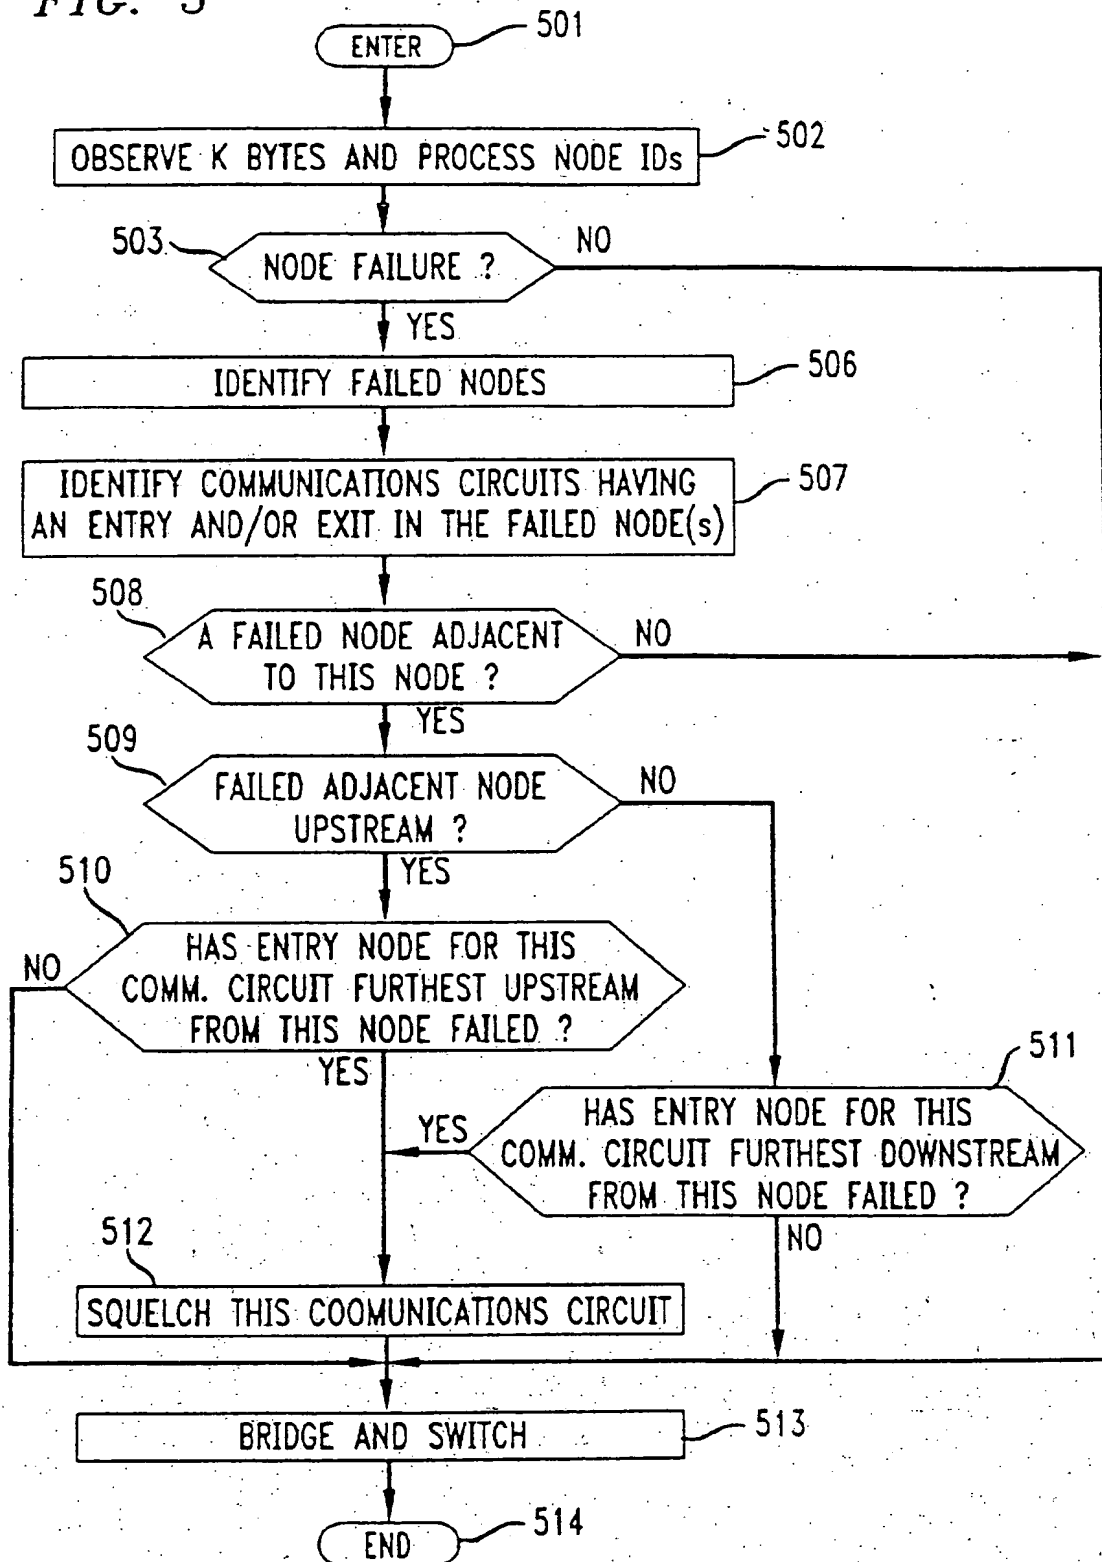 FIG. 5
ENTER
501
OBSERVE K BYTES AND PROCESS NODE IDs
502
503
NODE FAILURE ?
NO
YES
IDENTIFY FAILED NODES
506
IDENTIFY COMMUNICATIONS CIRCUITS HAVING
AN ENTRY AND/OR EXIT IN THE FAILED NODE(s)
507
508
A FAILED NODE ADJACENT
TO THIS NODE ?
NO
YES
509
FAILED ADJACENT NODE
UPSTREAM ?
NO
YES
510
HAS ENTRY NODE FOR THIS
COMM. CIRCUIT FURTHEST UPSTREAM
FROM THIS NODE FAILED ?
NO
YES
511
HAS ENTRY NODE FOR THIS
COMM. CIRCUIT FURTHEST DOWNSTREAM
FROM THIS NODE FAILED ?
YES
NO
512
SQUELCH THIS COOMUNICATIONS CIRCUIT
BRIDGE AND SWITCH
513
END
514